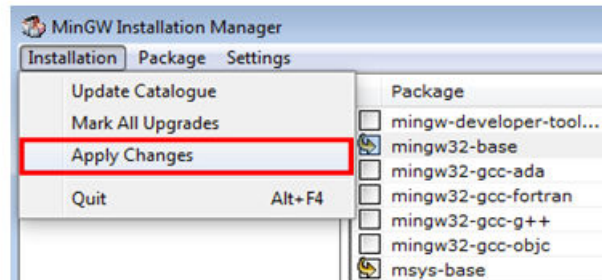 MinGW Installation Manager
Installation Package Settings
Update Catalogue
Mark All Upgrades
Apply Changes
Quit Alt+F4
Package
mingw-developer-tool...
mingw32-base
mingw32-gcc-ada
mingw32-gcc-fortran
mingw32-gcc-g++
mingw32-gcc-objc
msys-base